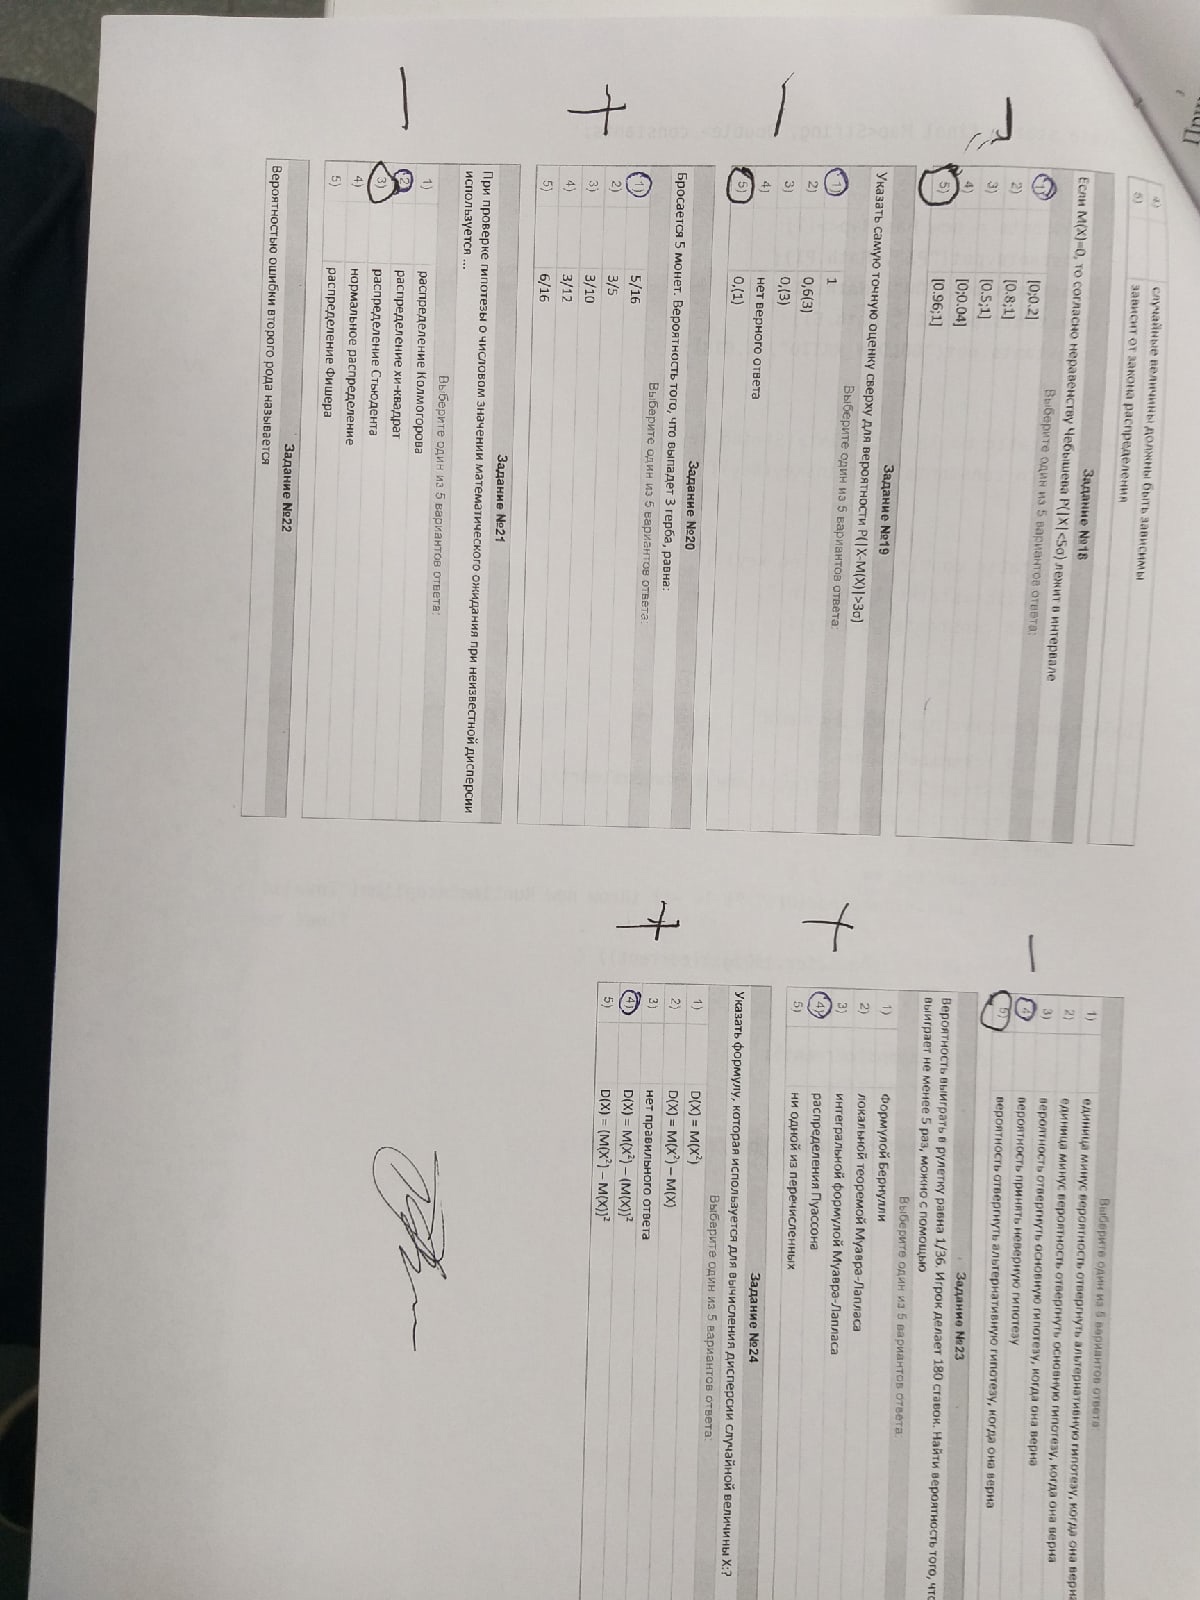 4) случайные величины должны быть зависимы
5) зависит от закона распределения
Задание №18
Если M(X)=0, то согласно неравенству Чебышева P(|X|<5σ) лежит в интервале
Выберите один из 5 вариантов ответа:
1) [0;0.2]
2) [0.8;1]
3) [0.5;1]
4) [0;0.04]
5) [0.96;1]
Задание №19
Указать самую точную оценку сверху для вероятности P(|X-M(X)|>3σ)
Выберите один из 5 вариантов ответа:
1) 1
2) 0,6(3)
3) 0,(3)
4) нет верного ответа
5) 0,(1)
Задание №20
Бросается 5 монет. Вероятность того, что выпадет 3 герба, равна:
Выберите один из 5 вариантов ответа:
1) 5/16
2) 3/5
3) 3/10
4) 3/12
5) 6/16
Задание №21
При проверке гипотезы о числовом значении математического ожидания при неизвестной дисперсии
используется ...
Выберите один из 5 вариантов ответа:
1) распределение Колмогорова
2) распределение хи-квадрат
3) распределение Стьюдента
4) нормальное распределение
5) распределение Фишера
Задание №22
Вероятностью ошибки второго рода называется
Выберите один из 5 вариантов ответа:
1) единица минус вероятность отвергнуть альтернативную гипотезу, когда она верна
2) единица минус вероятность отвергнуть основную гипотезу, когда она верна
3) вероятность отвергнуть основную гипотезу, когда она верна
4) вероятность принять неверную гипотезу
5) вероятность отвергнуть альтернативную гипотезу, когда она верна
Задание №23
Вероятность выиграть в рулетку равна 1/36. Игрок делает 180 ставок. Найти вероятность того, что
выиграет не менее 5 раз, можно с помощью
Выберите один из 5 вариантов ответа:
1) Формулой Бернулли
2) локальной теоремой Муавра-Лапласа
3) интегральной формулой Муавра-Лапласа
4) распределения Пуассона
5) ни одной из перечисленных
Задание №24
Указать формулу, которая используется для вычисления дисперсии случайной величины X:?
Выберите один из 5 вариантов ответа:
1) D(X) = M(X²)
2) D(X) = M(X²) – M(X)
3) нет правильного ответа
4) D(X) = M(X²) – (M(X))²
5) D(X) = (M(X²) – M(X))²